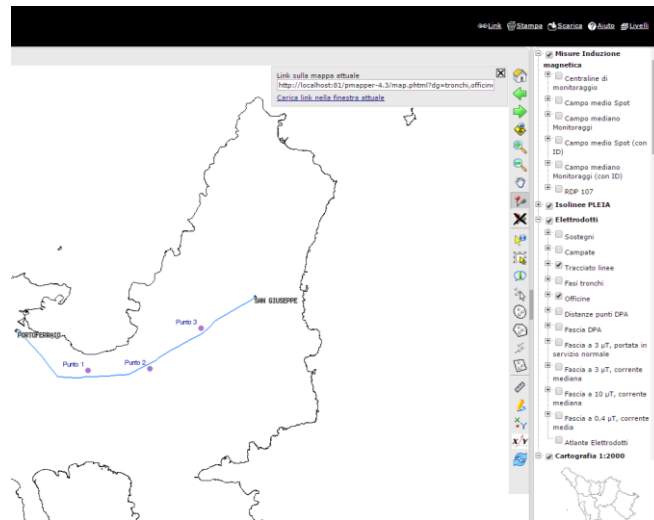 Link Stampa Scarica Aiuto Livelli
Link sulla mappa attuale
http://localhost:81/pmapper-4.3/map.phtml?dg=tronchi,officine
Carica link nella finestra attuale
SAN GIUSEPPE
Punto 3
PORTOFERRAIO
Punto 1
Punto 2
X/Y
Misure Induzione
magnetica
Centraline di
monitoraggio
Campo medio Spot
Campo mediano
Monitoraggi
Campo medio Spot (con
ID)
Campo mediano
Monitoraggi (con ID)
RDP 107
Isolinee PLEIA
Elettrodotti
Sostegni
Campate
Tracciato linee
Fasi tronchi
Officine
Distanze punti DPA
Fascia DPA
Fascia a 3 µT, portata in
servizio normale
Fascia a 3 µT, corrente
mediana
Fascia a 10 µT, corrente
mediana
Fascia a 0.4 µT, corrente
media
Atlante Elettrodotti
Cartografia 1:2000